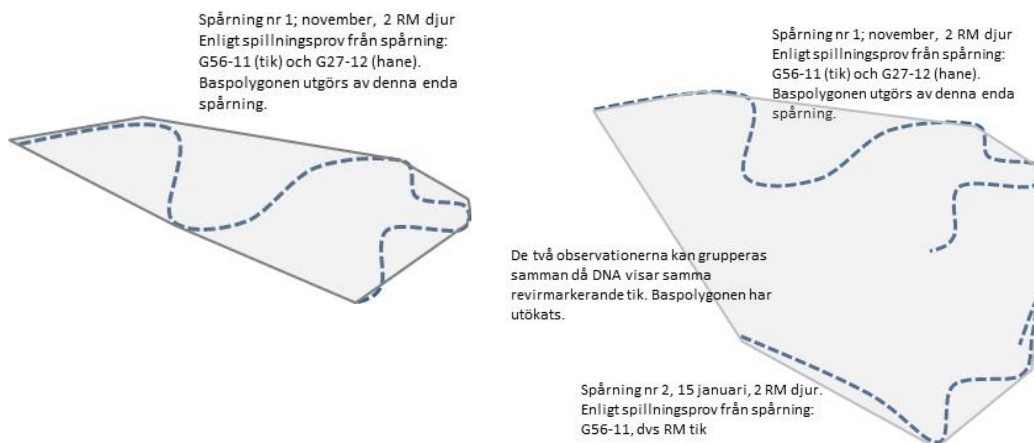 Spårning nr 1; november, 2 RM djur
Enligt spillningsprov från spårning:
G56-11 (tik) och G27-12 (hane).
Baspolygonen utgörs av denna enda
spårning.
Spårning nr 1; november, 2 RM djur
Enligt spillningsprov från spårning:
G56-11 (tik) och G27-12 (hane).
Baspolygonen utgörs av denna enda
spårning.
De två observationerna kan grupperas
samman då DNA visar samma
revirmarkerande tik. Baspolygonen har
utökats.
Spårning nr 2, 15 januari, 2 RM djur.
Enligt spillningsprov från spårning:
G56-11, dvs RM tik